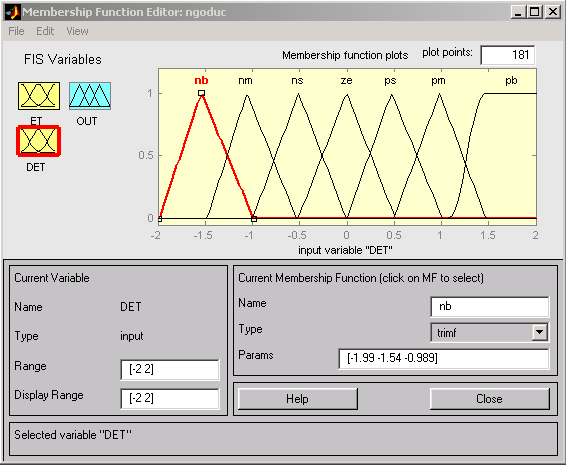 Membership Function Editor: ngoduc
File Edit View
FIS Variables
Membership function plots plot points: 181
nb nm ns ze ps pm pb
ET OUT
DET
1
0.5
0
-2 -1.5 -1 -0.5 0 0.5 1 1.5 2
input variable "DET"
Current Variable
Name DET
Type input
Range [-2 2]
Display Range [-2 2]
Current Membership Function (click on MF to select)
Name nb
Type trimf
Params [-1.99 -1.54 -0.989]
Help Close
Selected variable "DET"